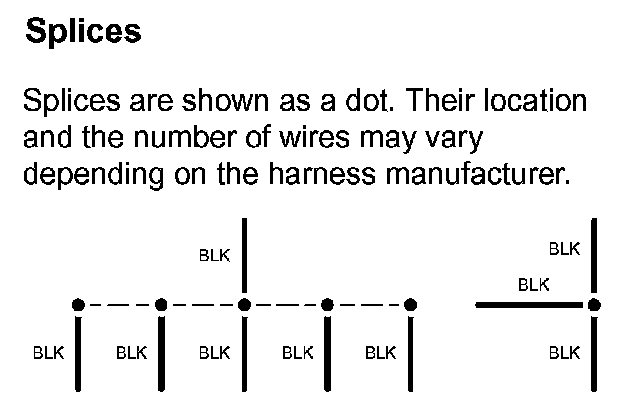 Splices
Splices are shown as a dot. Their location
and the number of wires may vary
depending on the harness manufacturer.
BLK BLK
BLK
BLK BLK BLK BLK BLK BLK